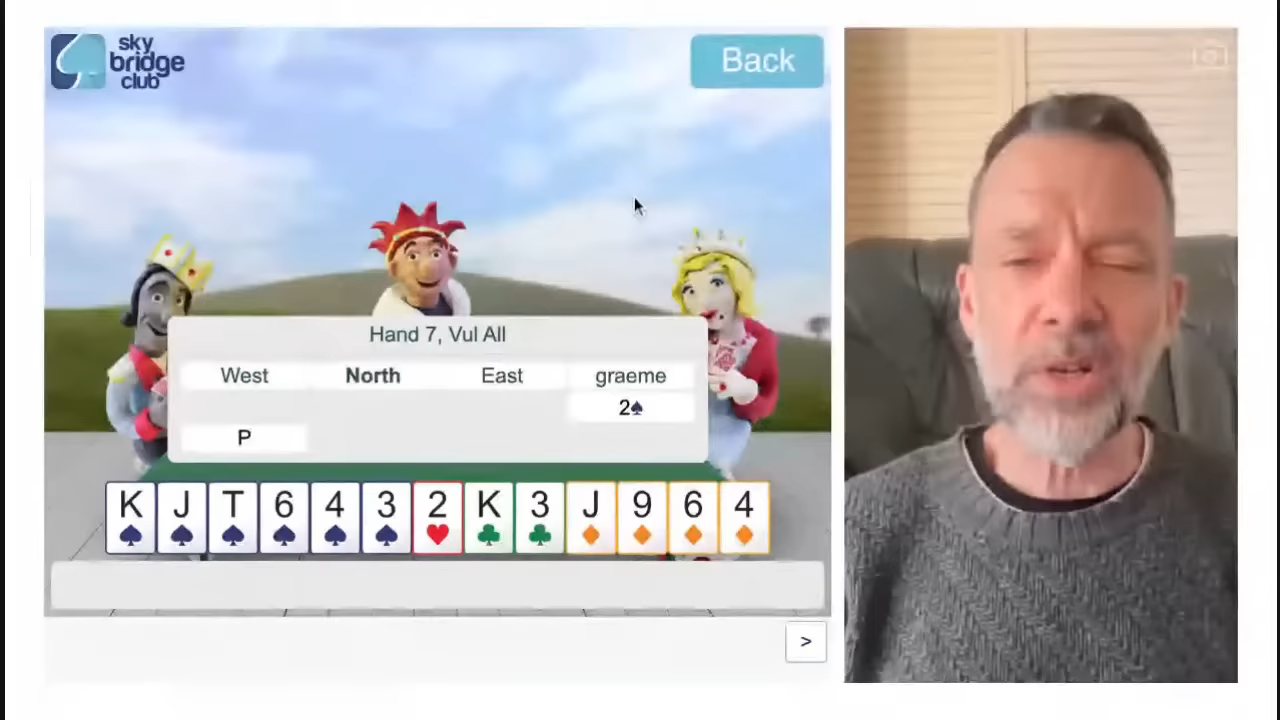 sky
bridge
club
Back
Hand 7, Vul All
West North East graeme
2♠
P
K J T 6 4 3 2 K 3 J 9 6 4
♠ ♠ ♠ ♠ ♠ ♠ ♥ ♣ ♣ ♦ ♦ ♦ ♦
>